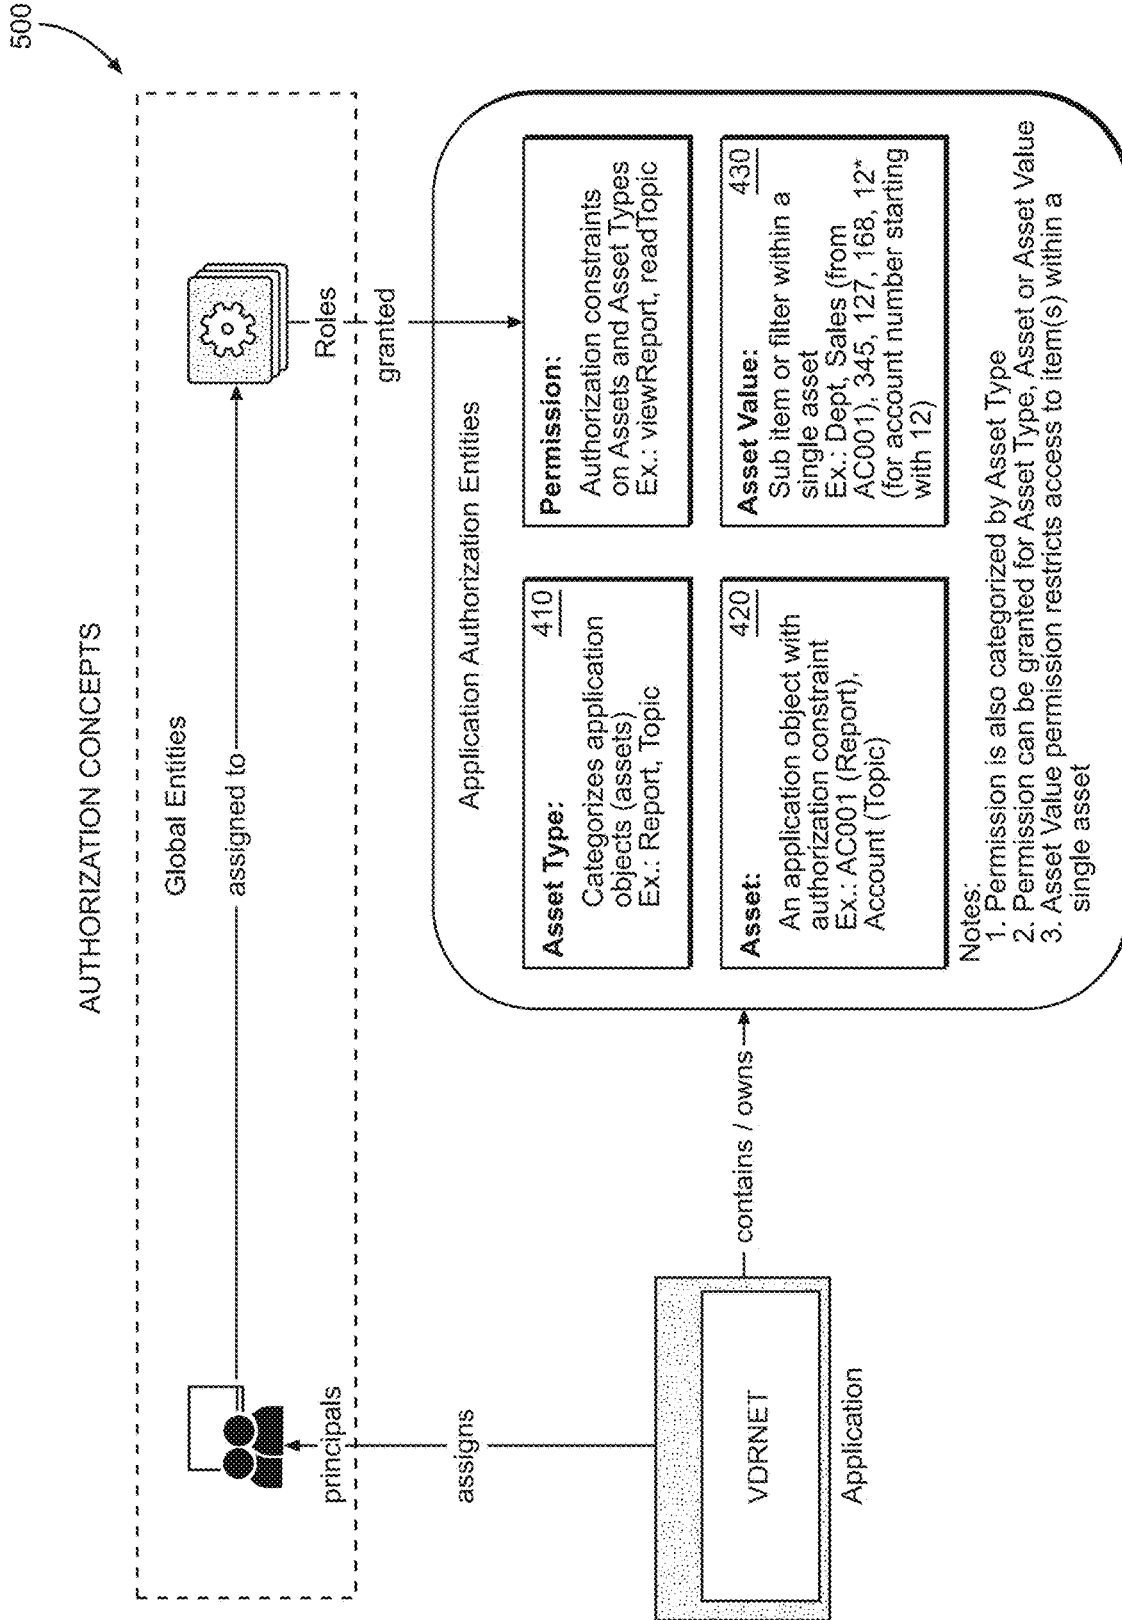 500
AUTHORIZATION CONCEPTS
Global Entities
assigned to
principals
Roles
assigns
granted
Application Authorization Entities
Asset Type: 410
Categorizes application
objects (assets)
Ex.: Report, Topic
Permission:
Authorization constraints
on Assets and Asset Types
Ex.: viewReport, readTopic
Asset: 420
An application object with
authorization constraint
Ex.: AC001 (Report),
Account (Topic)
Asset Value: 430
Sub item or filter within a
single asset
Ex.: Dept, Sales (from
AC001), 345, 127, 168, 12*
(for account number starting
with 12)
Notes:
1. Permission is also categorized by Asset Type
2. Permission can be granted for Asset Type, Asset or Asset Value
3. Asset Value permission restricts access to item(s) within a
single asset
contains / owns
VDRNET
Application